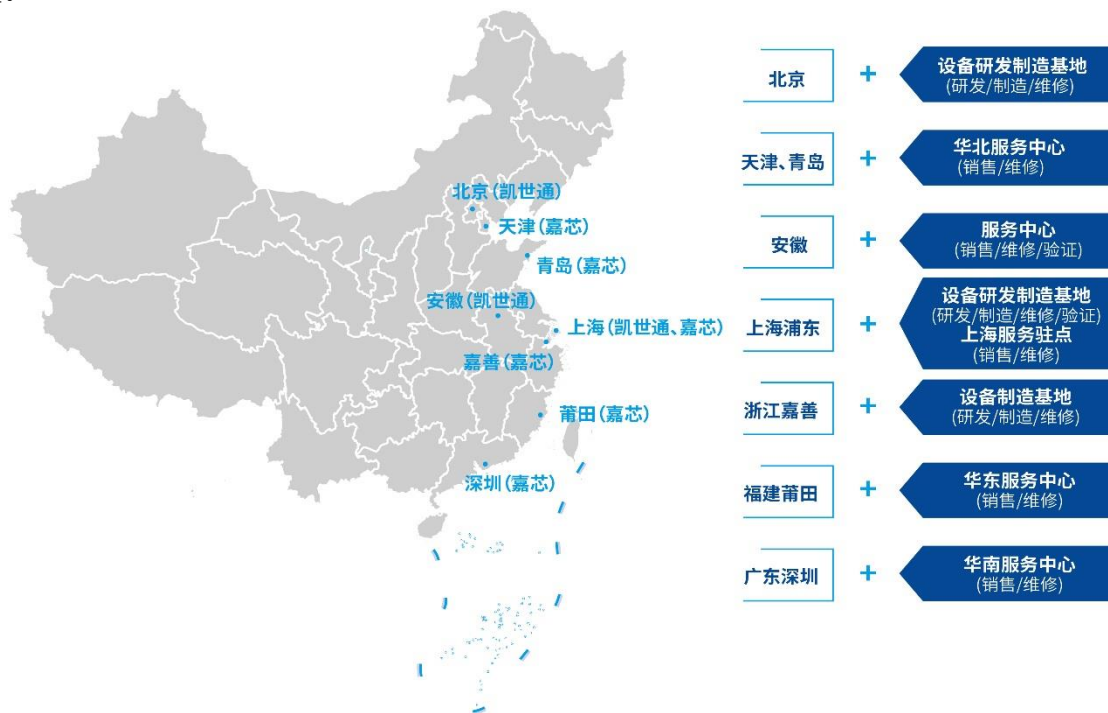 北京(凯世通)
天津(嘉芯)
青岛(嘉芯)
安徽(凯世通)
上海(凯世通、嘉芯)
嘉善(嘉芯)
莆田(嘉芯)
深圳(嘉芯)
北京
+
设备研发制造基地
(研发/制造/维修)
天津、青岛
+
华北服务中心
(销售/维修)
安徽
+
服务中心
(销售/维修/验证)
上海浦东
+
设备研发制造基地
(研发/制造/维修/验证)
上海服务驻点
(销售/维修)
浙江嘉善
+
设备制造基地
(研发/制造/维修)
福建莆田
+
华东服务中心
(销售/维修)
广东深圳
+
华南服务中心
(销售/维修)